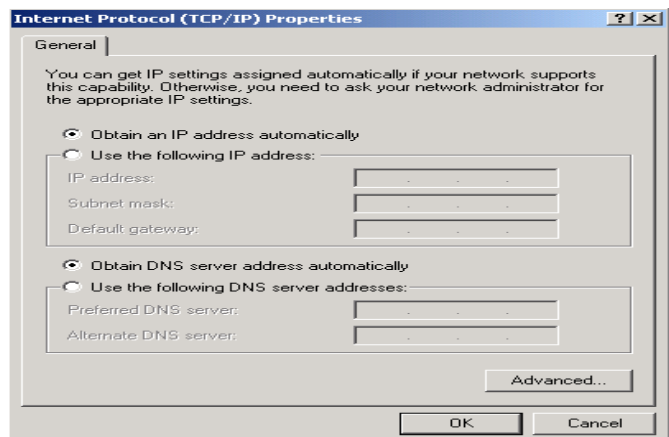 Internet Protocol (TCP/IP) Properties
General
You can get IP settings assigned automatically if your network supports
this capability. Otherwise, you need to ask your network administrator for
the appropriate IP settings.
Obtain an IP address automatically
Use the following IP address:
IP address:
Subnet mask:
Default gateway:
Obtain DNS server address automatically
Use the following DNS server addresses:
Preferred DNS server:
Alternate DNS server:
Advanced...
OK
Cancel